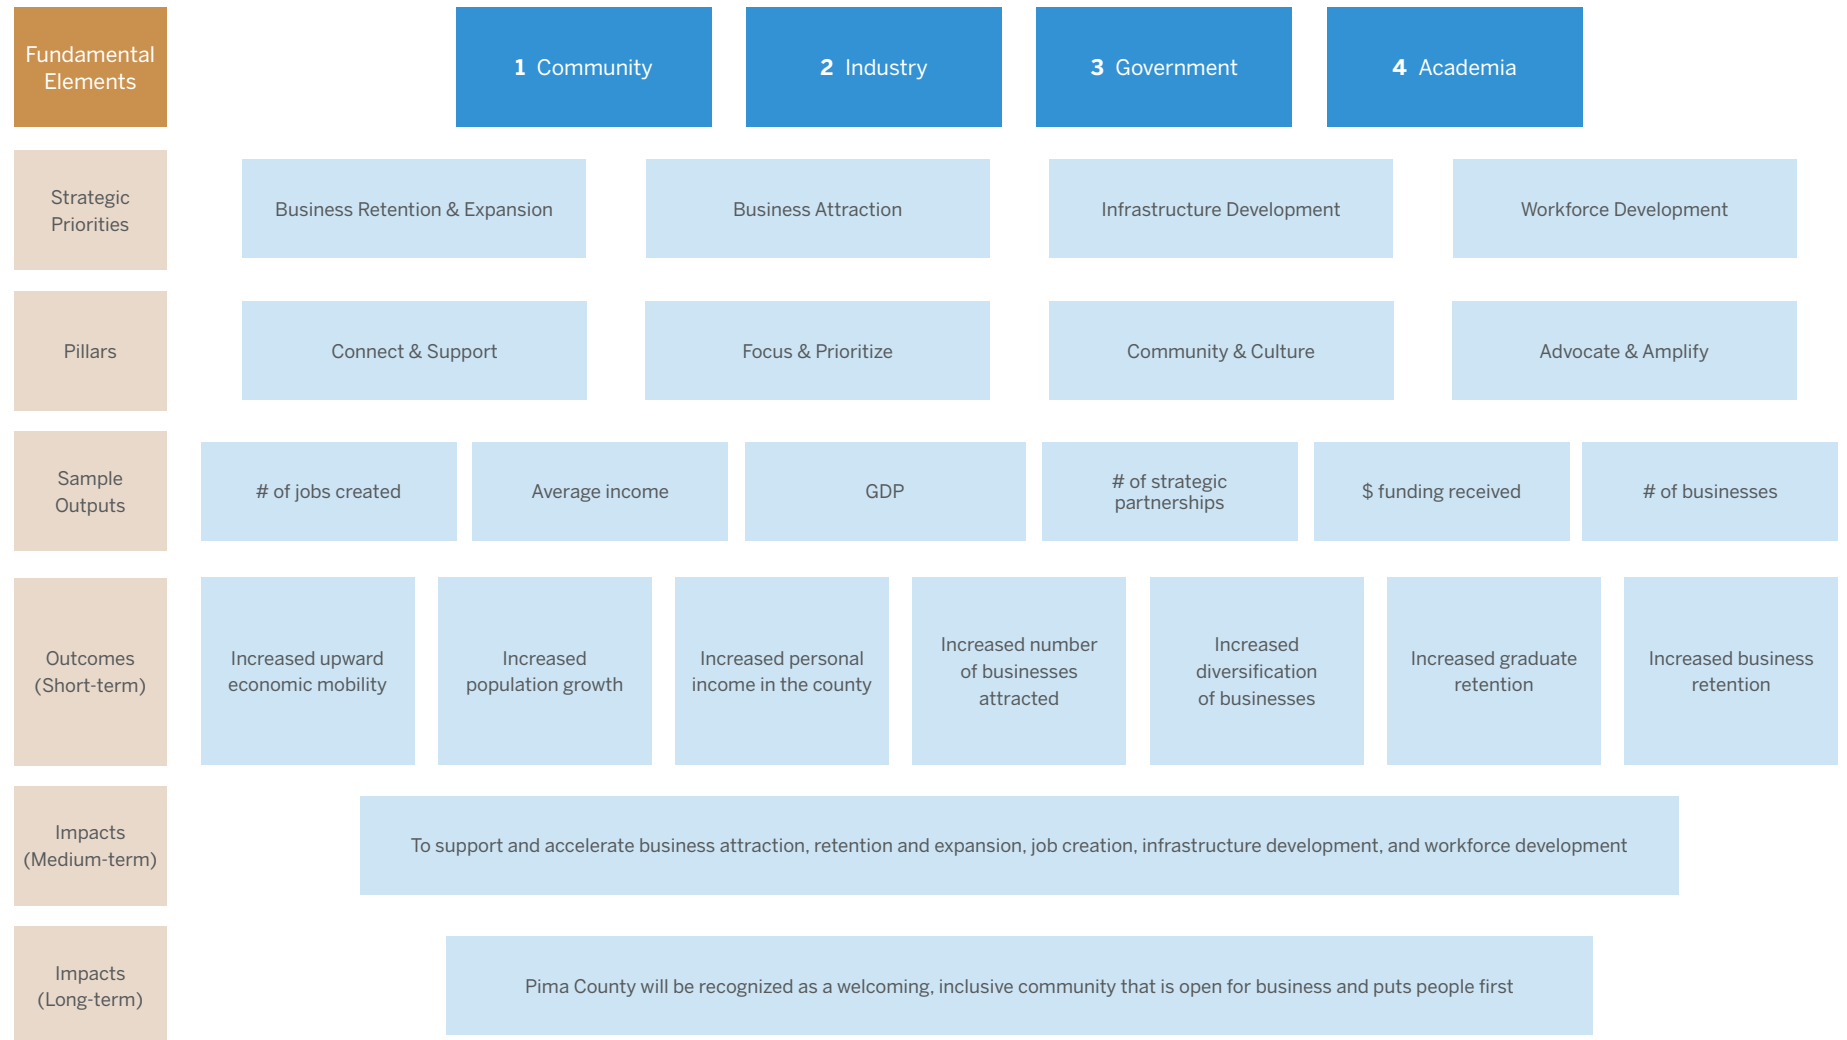 Fundamental
Elements
1 Community
2 Industry
3 Government
4 Academia
Strategic
Priorities
Business Retention & Expansion
Business Attraction
Infrastructure Development
Workforce Development
Pillars
Connect & Support
Focus & Prioritize
Community & Culture
Advocate & Amplify
Sample
Outputs
# of jobs created
Average income
GDP
# of strategic
partnerships
$ funding received
# of businesses
Outcomes
(Short-term)
Increased upward
economic mobility
Increased
population growth
Increased personal
income in the county
Increased number
of businesses
attracted
Increased
diversification
of businesses
Increased graduate
retention
Increased business
retention
Impacts
(Medium-term)
To support and accelerate business attraction, retention and expansion, job creation, infrastructure development, and workforce development
Impacts
(Long-term)
Pima County will be recognized as a welcoming, inclusive community that is open for business and puts people first